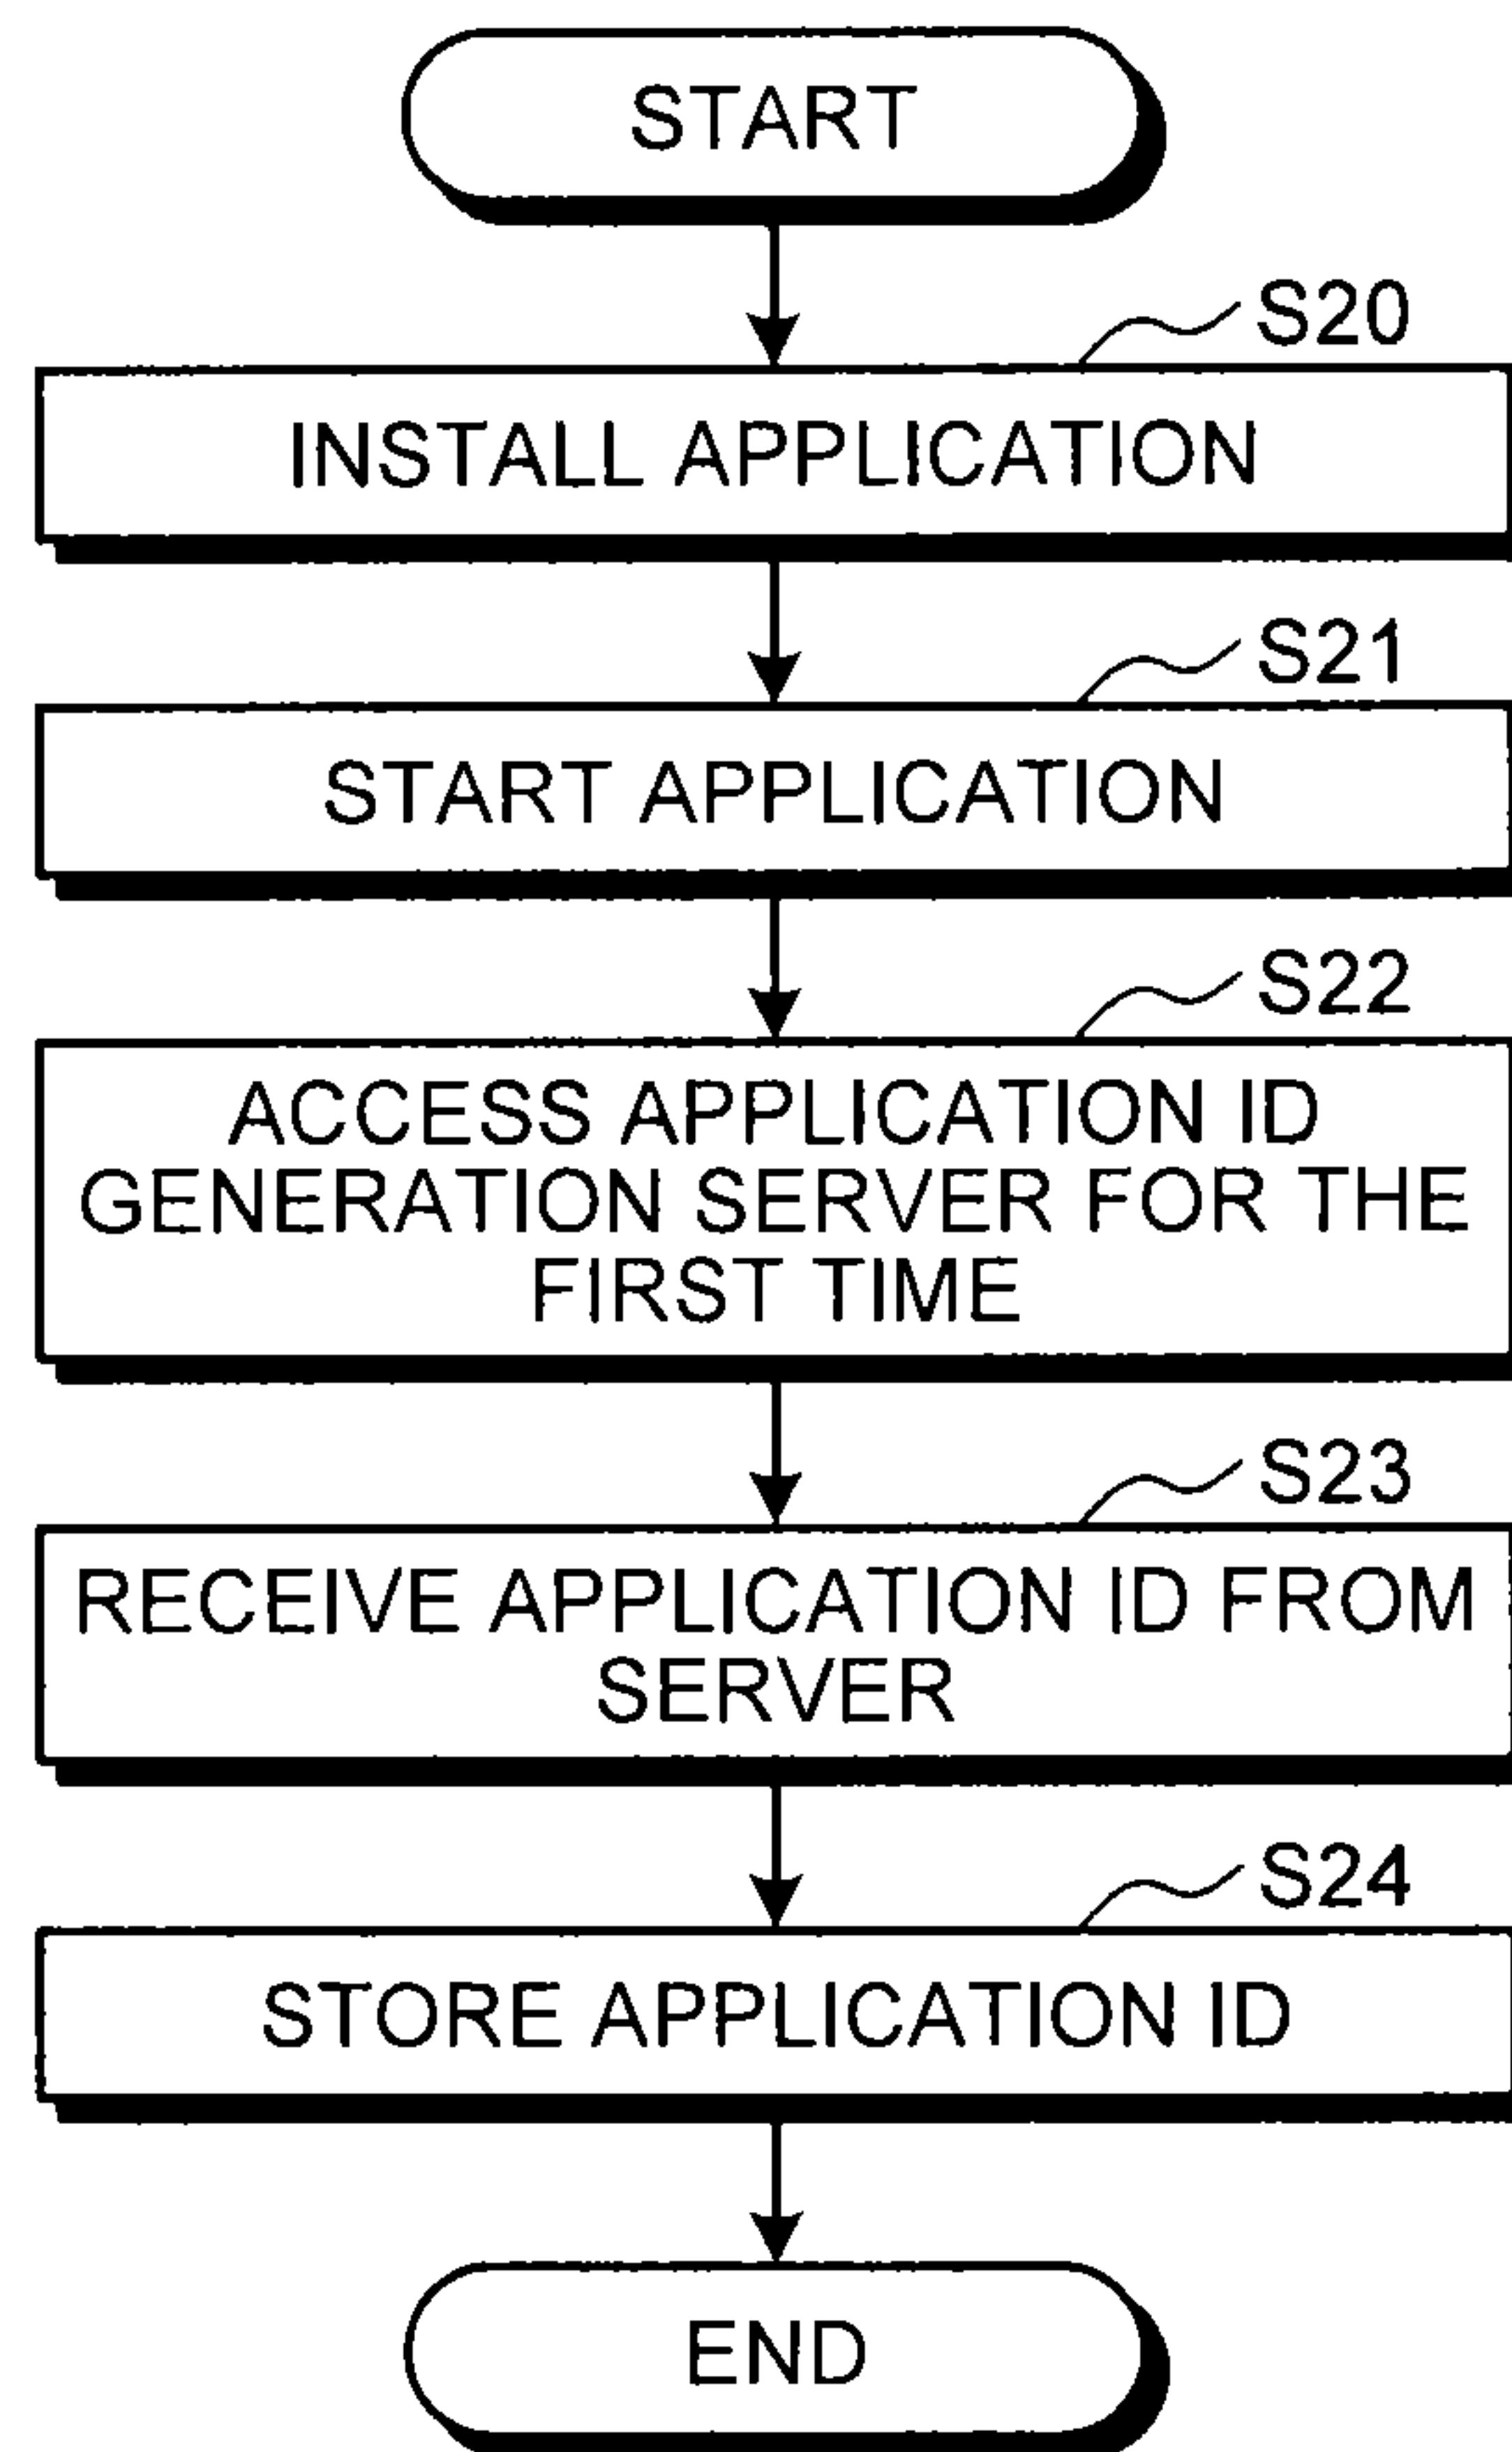 START
S20
INSTALL APPLICATION
S21
START APPLICATION
S22
ACCESS APPLICATION ID
GENERATION SERVER FOR THE
FIRST TIME
S23
RECEIVE APPLICATION ID FROM
SERVER
S24
STORE APPLICATION ID
END